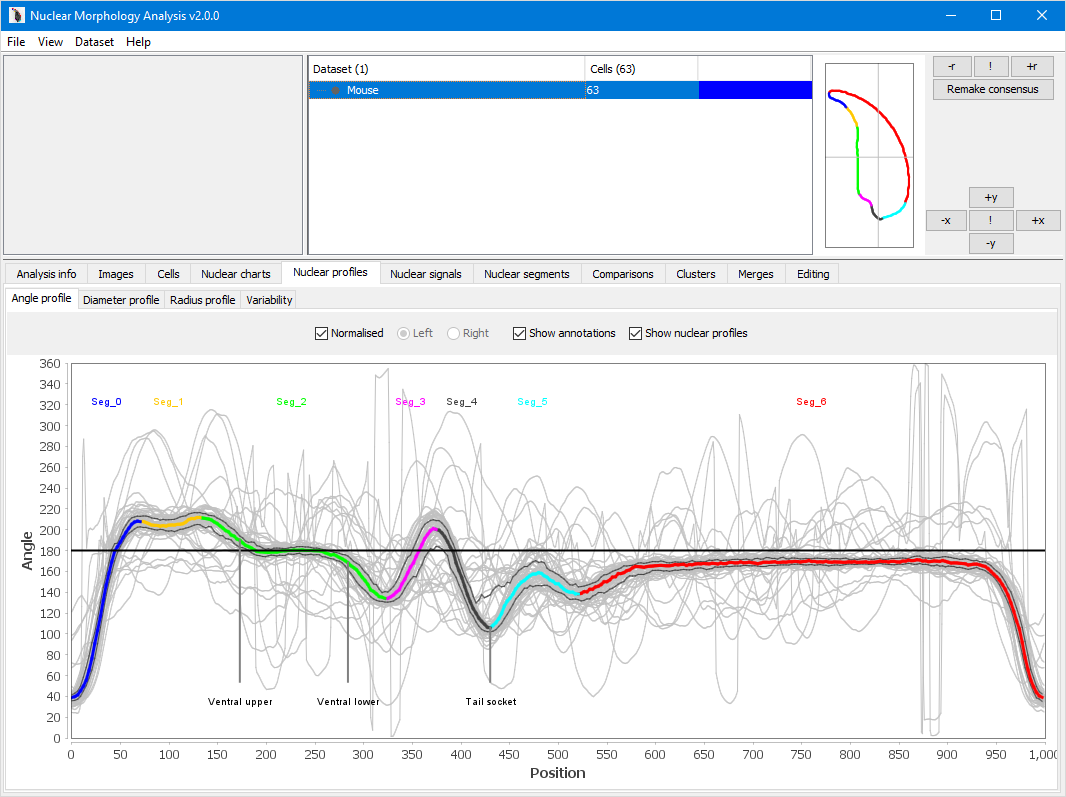 Nuclear Morphology Analysis v2.0.0
File View Dataset Help
Dataset (1) Cells (63)
Mouse 63
-r ! +r
Remake consensus
+y
-x ! +x
-y
Analysis info Images Cells Nuclear charts Nuclear profiles Nuclear signals Nuclear segments Comparisons Clusters Merges Editing
Angle profile Diameter profile Radius profile Variability
Normalised Left Right Show annotations Show nuclear profiles
360
340
320
300
280
260
240
220
200
180
160
140
120
100
80
60
40
20
0
Angle
Seg_0 Seg_1 Seg_2 Seg_3 Seg_4 Seg_5 Seg_6
Ventral upper Ventral lower Tail socket
0 50 100 150 200 250 300 350 400 450 500 550 600 650 700 750 800 850 900 950 1,000
Position